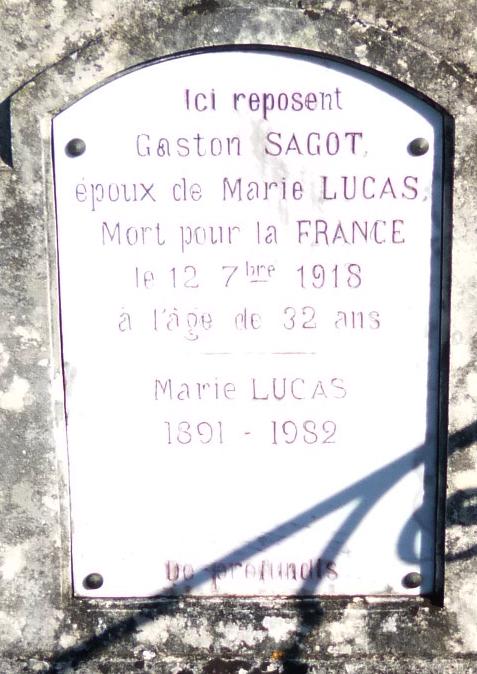 Ici reposent
Gaston SAGOT,
époux de Marie LUCAS,
Mort pour la FRANCE
le 12 7bre 1918
à l'âge de 32 ans
Marie LUCAS
1891 - 1982
De profundis